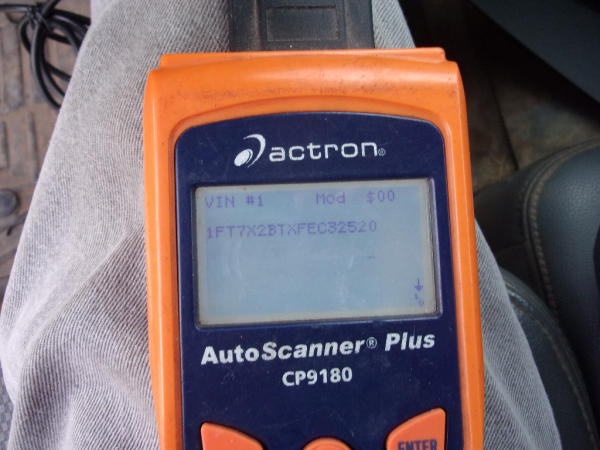 actron®
VIN #1 Mod $00
1FT7X2BTXFEC32520
AutoScanner® Plus
CP9180
ENTER